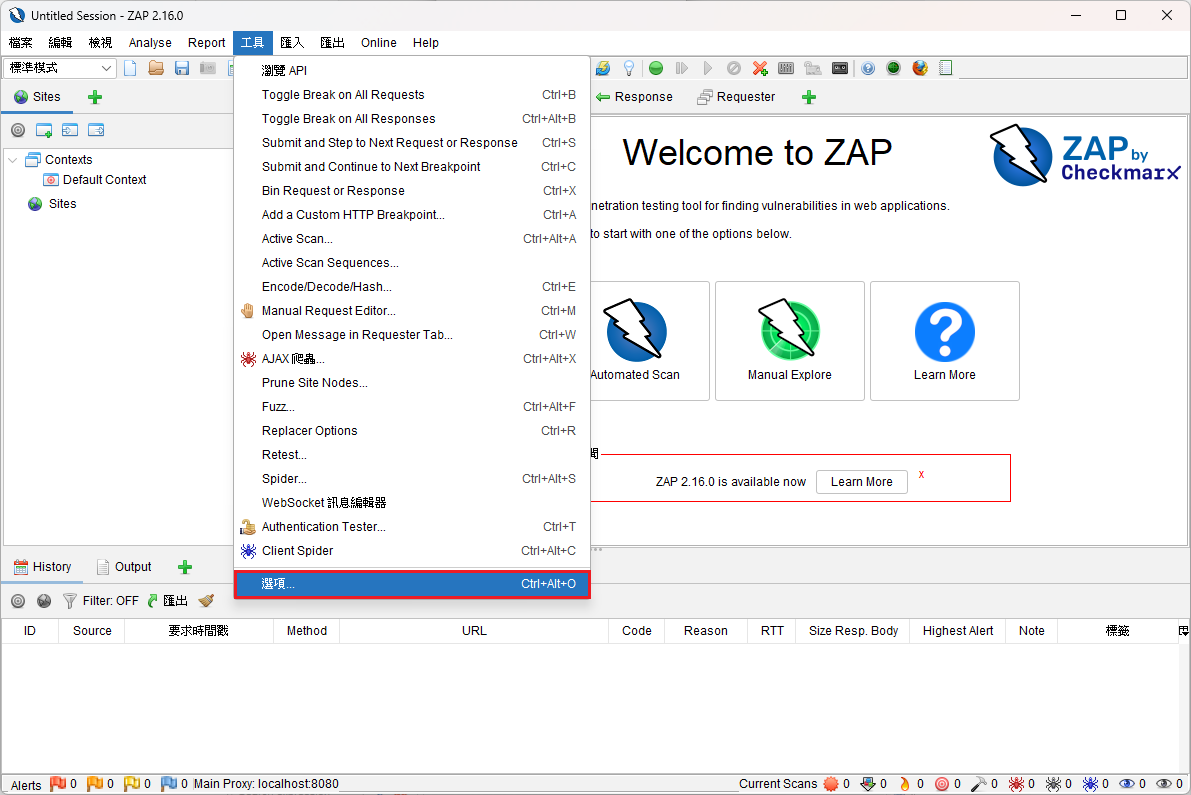 Untitled Session - ZAP 2.16.0
檔案 編輯 檢視 Analyse Report 工具 匯入 匯出 Online Help
標準模式
Sites
Response Requester
瀏覽 API
Toggle Break on All Requests Ctrl+B
Toggle Break on All Responses Ctrl+Alt+B
Submit and Step to Next Request or Response Ctrl+S
Submit and Continue to Next Breakpoint Ctrl+C
Bin Request or Response Ctrl+X
Add a Custom HTTP Breakpoint... Ctrl+A
Active Scan... Ctrl+Alt+A
Active Scan Sequences...
Encode/Decode/Hash... Ctrl+E
Manual Request Editor... Ctrl+M
Open Message in Requester Tab... Ctrl+W
AJAX 爬蟲... Ctrl+Alt+X
Prune Site Nodes...
Fuzz... Ctrl+Alt+F
Replacer Options Ctrl+R
Retest...
Spider... Ctrl+Alt+S
WebSocket 訊息編輯器
Authentication Tester... Ctrl+T
Client Spider Ctrl+Alt+C
選項... Ctrl+Alt+O
Contexts
Default Context
Sites
Welcome to ZAP
ZAP by
Checkmarx
netration testing tool for finding vulnerabilities in web applications.
to start with one of the options below.
Automated Scan Manual Explore Learn More
聞
ZAP 2.16.0 is available now Learn More x
History Output
Filter: OFF 匯出
ID Source 要求時間戳 Method URL Code Reason RTT Size Resp. Body Highest Alert Note 標籤
Alerts 0 0 0 0 Main Proxy: localhost:8080 Current Scans 0 0 0 0 0 0 0 0 0 0